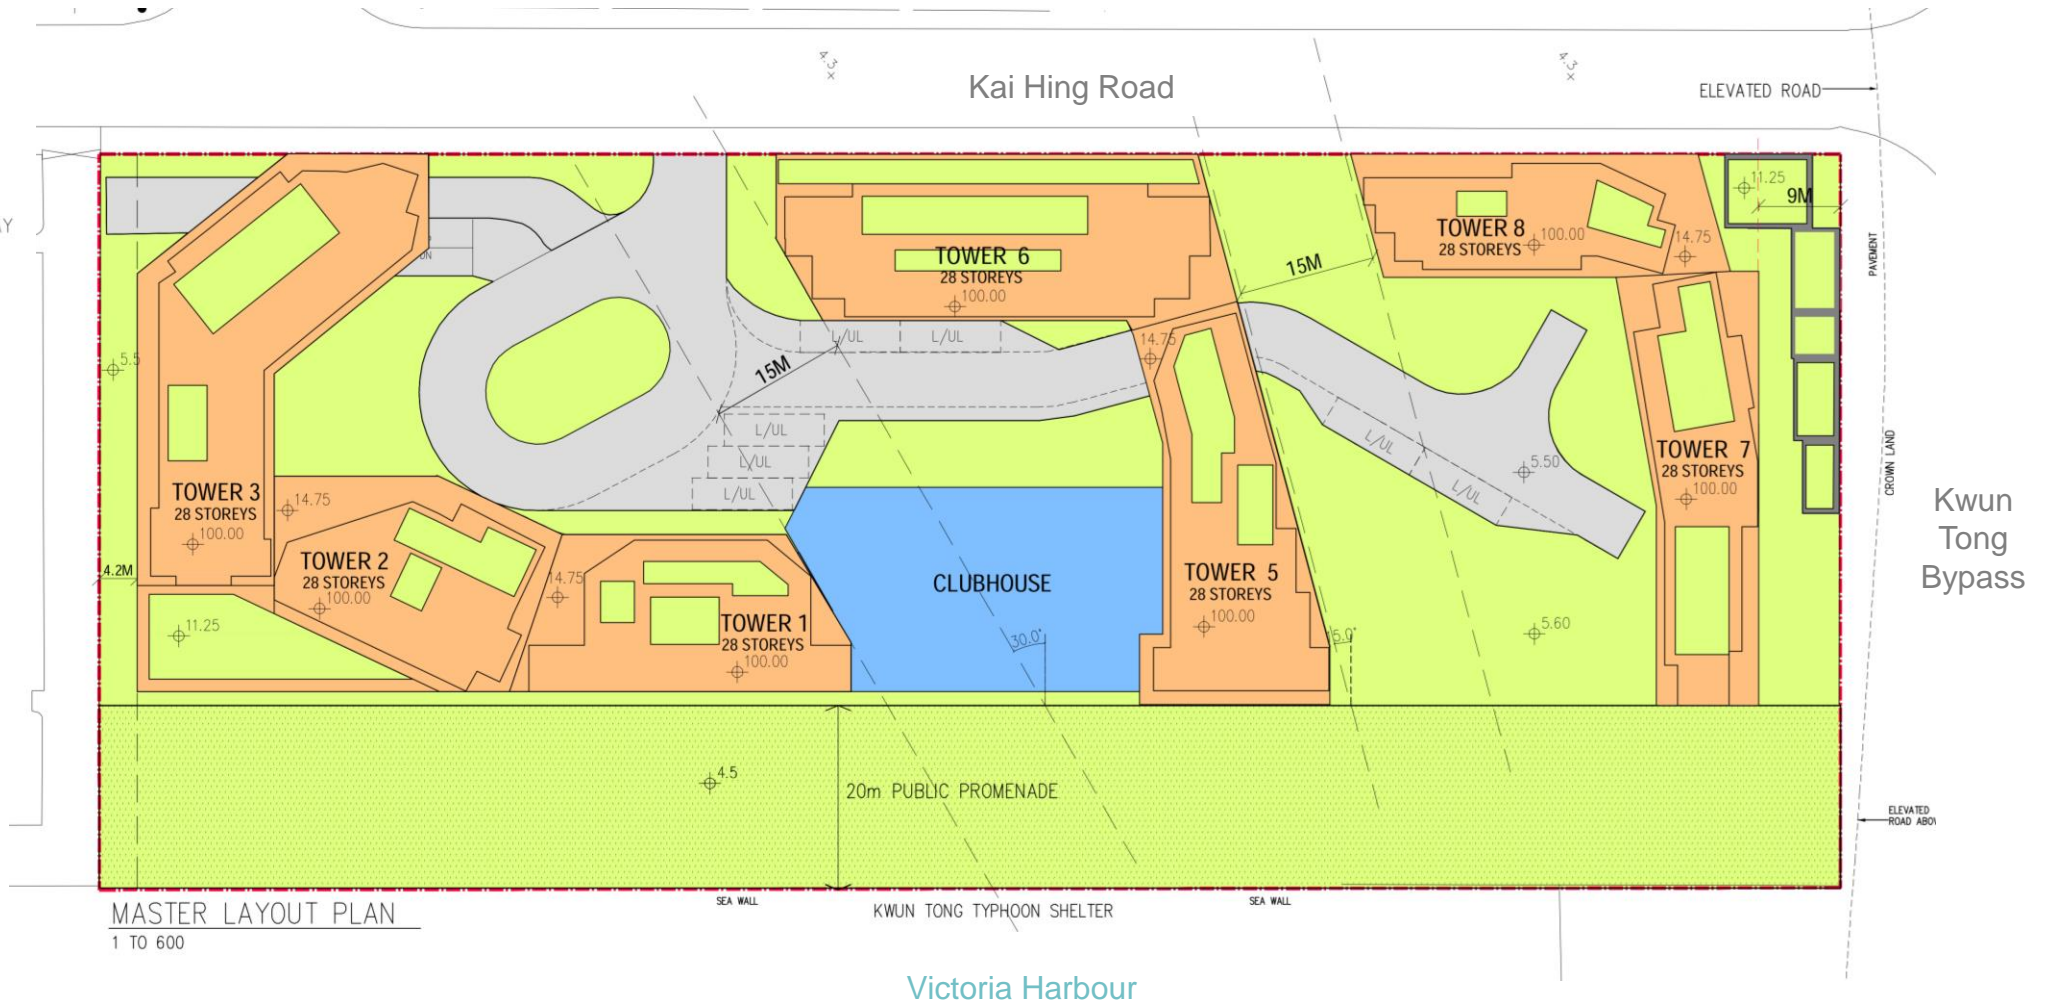 4.3
4.3
Kai Hing Road
ELEVATED ROAD
11.25
9M
TOWER 6
28 STOREYS
100.00
TOWER 8
28 STOREYS
100.00
14.75
15M
PAVEMENT
5.5
L/UL
L/UL
14.75
15M
L/UL
L/UL
L/UL
L/UL
L/UL
5.50
TOWER 7
28 STOREYS
100.00
CROWN LAND
TOWER 3
28 STOREYS
100.00
14.75
Kwun
Tong
Bypass
4.2M
TOWER 2
28 STOREYS
100.00
14.75
CLUBHOUSE
TOWER 5
28 STOREYS
100.00
11.25
TOWER 1
28 STOREYS
100.00
30.0°
5.60
4.5
20m PUBLIC PROMENADE
ELEVATED
SEA WALL
KWUN TONG TYPHOON SHELTER
SEA WALL
MASTER LAYOUT PLAN
1 TO 600
Victoria Harbour